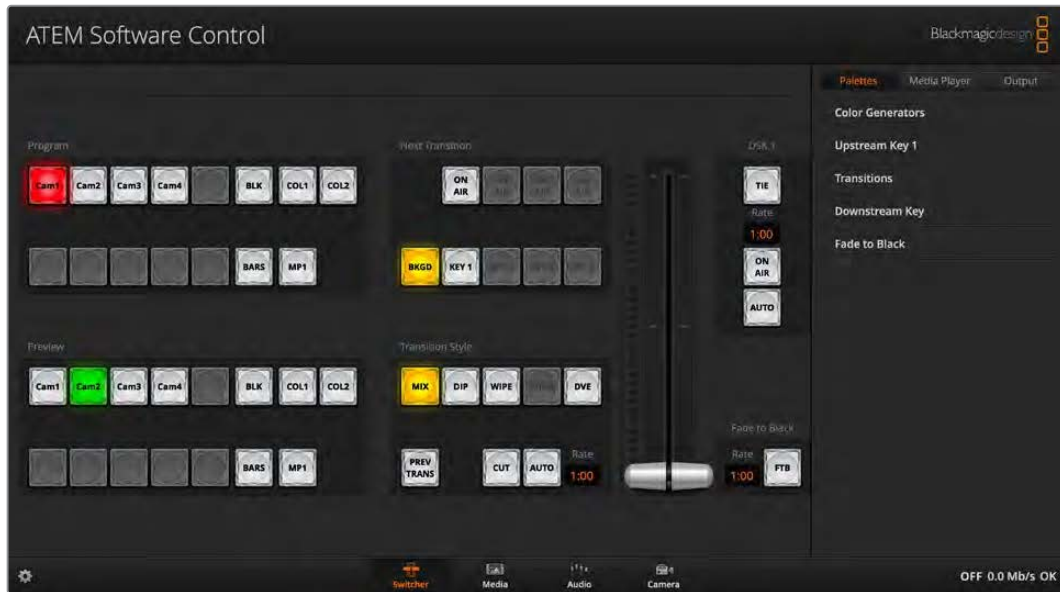 ATEM Software Control
Blackmagicdesign
Palettes Media Player Output
Color Generators
Upstream Key 1
Transitions
Downstream Key
Fade to Black
Program
Cam1 Cam2 Cam3 Cam4 BLK COL1 COL2
BARS MP1
Next Transition
ON AIR
BKGD KEY 1
DSK 1
TIE
Rate
1:00
ON AIR
AUTO
Preview
Cam1 Cam2 Cam3 Cam4 BLK COL1 COL2
BARS MP1
Transition Style
MIX DIP WIPE DVE
PREV TRANS
CUT AUTO
Rate
1:00
Fade to Black
Rate
1:00
FTB
Switcher Media Audio Camera
OFF 0.0 Mb/s OK